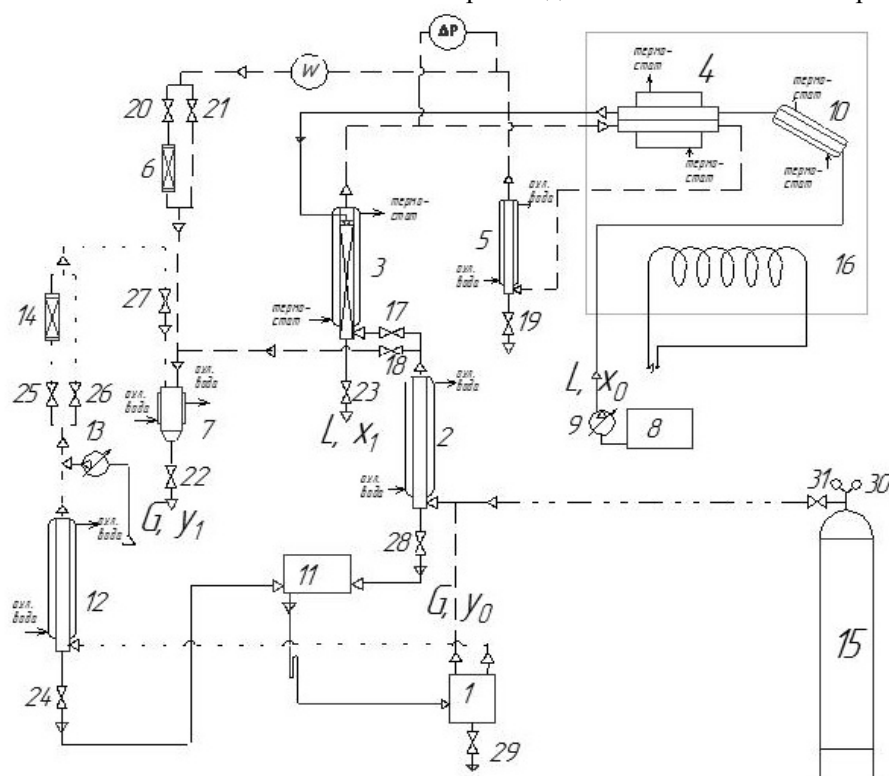 ΔP
W
термо-
стат
4
термо-
стат
10
20
21
6
термо-
стат
термо-
стат
охл.
вода
термо-
стат
5
3
16
27
14
охл.
вода
17
19
термо-
стат
18
L, x₀
25
26
охл.
вода
охл.
вода
23
охл.
вода
9
8
13
7
L, x₁
2
22
31
30
охл.
вода
G, y₁
охл.
вода
28
12
11
G, y₀
охл.
вода
15
24
1
29